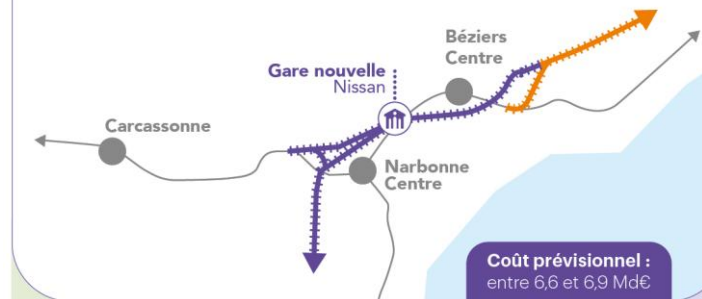 Béziers
Centre
Gare nouvelle
Nissan
Carcassonne
Narbonne
Centre
Coût prévisionnel :
entre 6,6 et 6,9 Md€